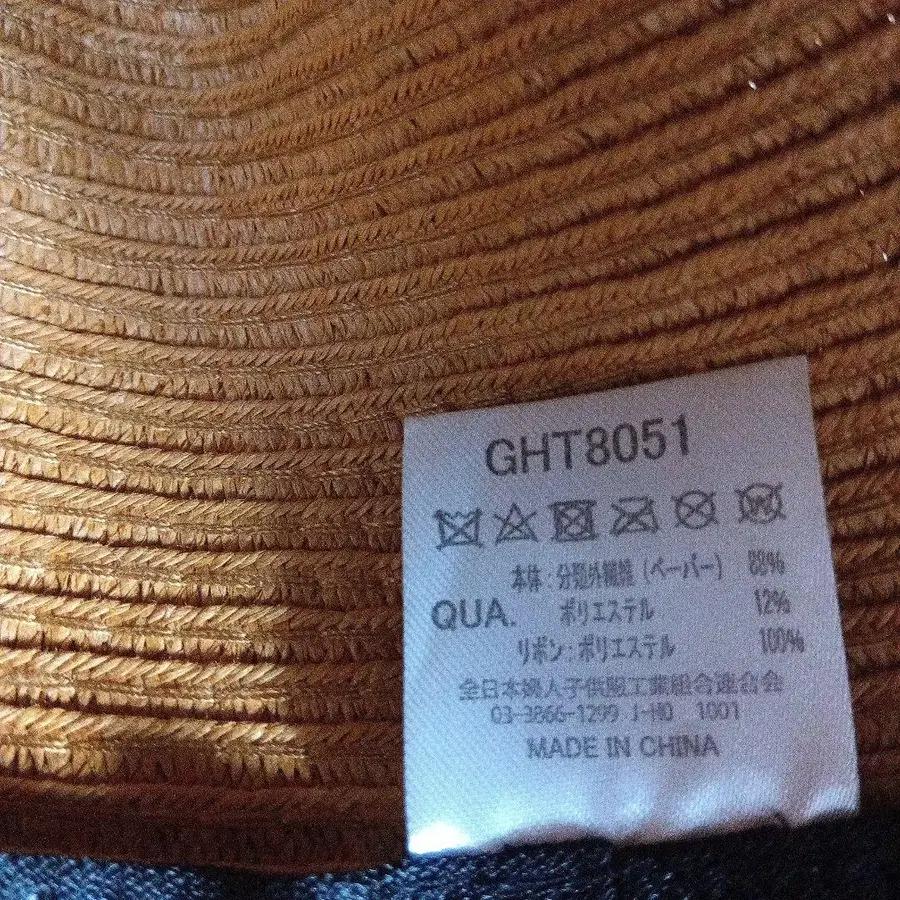 GHT8051
本体:分類外繊維(ペーパー) 88%
QUA. ポリエステル 12%
リボン:ポリエステル 100%
全日本婦人子供服工業組合連合会
03-3866-1299 J-HO 1001
MADE IN CHINA